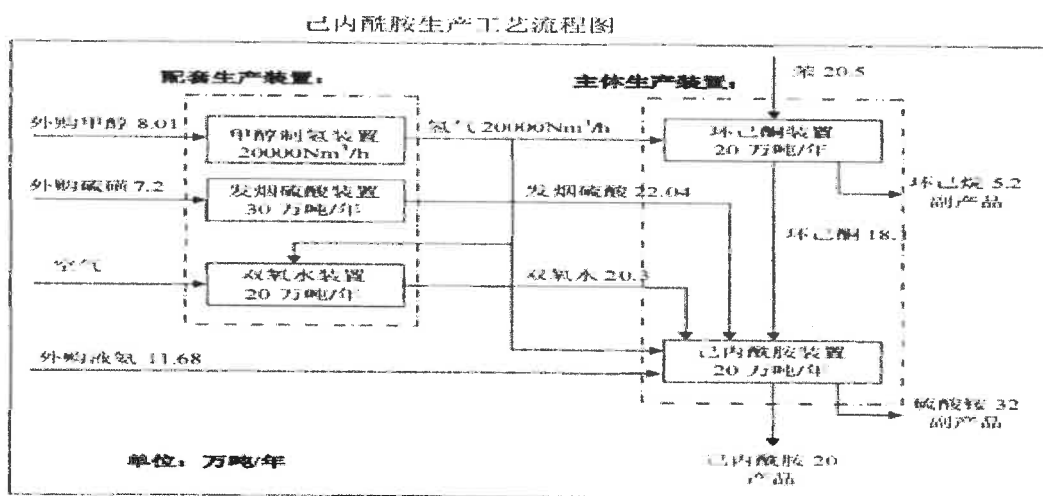 己内酰胺生产工艺流程图
配套生产装置：
主体生产装置：
苯 20.5
外购甲醇 8.01
甲醇制氢装置
20000Nm³/h
氢气 20000Nm³/h
环己酮装置
20 万吨/年
外购硫磺 7.2
发烟硫酸装置
30 万吨/年
发烟硫酸 22.04
环己烷 5.2
副产品
环己酮 18.1
空气
双氧水装置
20 万吨/年
双氧水 20.3
外购液氨 11.68
己内酰胺装置
20 万吨/年
硫酸铵 32
副产品
单位：万吨/年
己内酰胺 20
产品